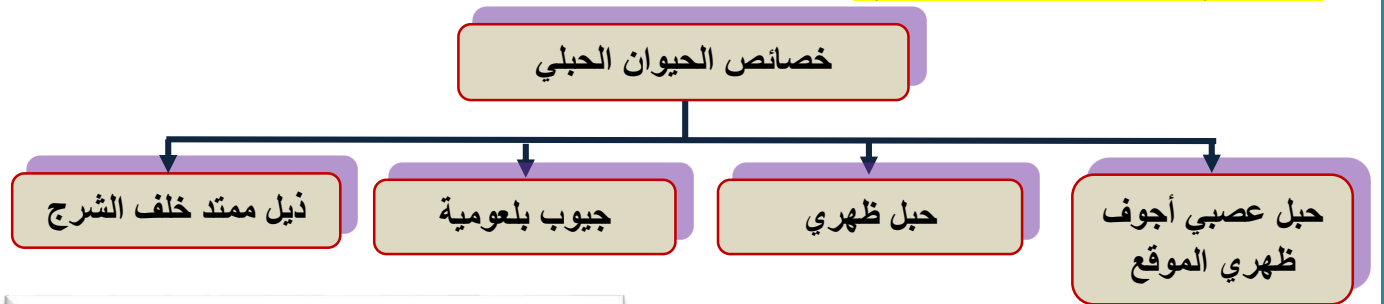 خصائص الحيوان الحبلي
حبل عصبي أجوف
ظهري الموقع
حبل ظهري
جيوب بلعومية
ذيل ممتد خلف الشرج